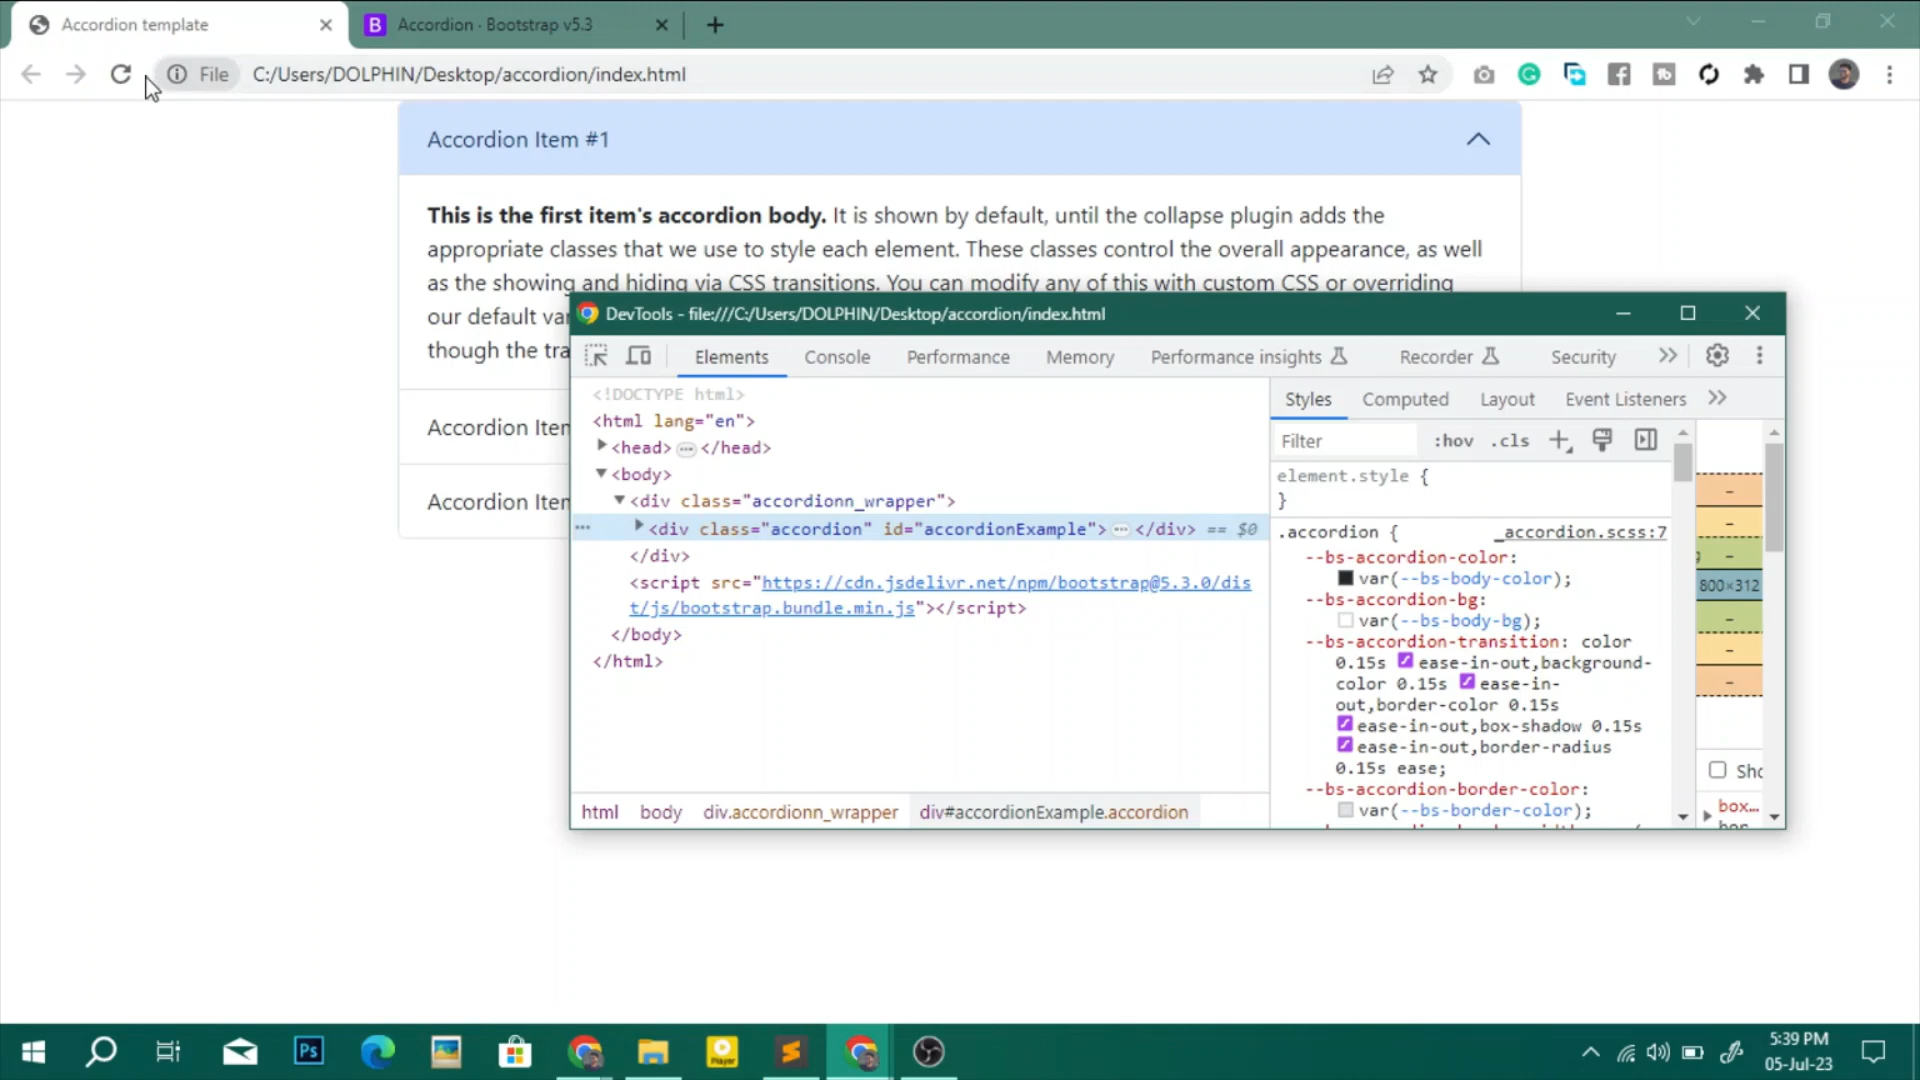 Accordion template
B Accordion · Bootstrap v5.3
File C:/Users/DOLPHIN/Desktop/accordion/index.html
Accordion Item #1
This is the first item's accordion body. It is shown by default, until the collapse plugin adds the
appropriate classes that we use to style each element. These classes control the overall appearance, as well
as the showing and hiding via CSS transitions. You can modify any of this with custom CSS or overriding
our default var
though the tra
Accordion Iten
Accordion Iten
DevTools - file:///C:/Users/DOLPHIN/Desktop/accordion/index.html
Elements Console Performance Memory Performance insights Recorder Security
<!DOCTYPE html>
<html lang="en">
<head> … </head>
<body>
<div class="accordionn_wrapper">
… <div class="accordion" id="accordionExample"> … </div> == $0
</div>
<script src="https://cdn.jsdelivr.net/npm/bootstrap@5.3.0/dis
t/js/bootstrap.bundle.min.js"></script>
</body>
</html>
html body div.accordionn_wrapper div#accordionExample.accordion
Styles Computed Layout Event Listeners
Filter :hov .cls
element.style {
}
.accordion { _accordion.scss:7
--bs-accordion-color:
var(--bs-body-color);
--bs-accordion-bg:
var(--bs-body-bg);
--bs-accordion-transition: color
0.15s ease-in-out,background-
color 0.15s ease-in-
out,border-color 0.15s
ease-in-out,box-shadow 0.15s
ease-in-out,border-radius
0.15s ease;
--bs-accordion-border-color:
var(--bs-border-color);
800×312
Sho
box…
Ps
Player
5:39 PM
05-Jul-23